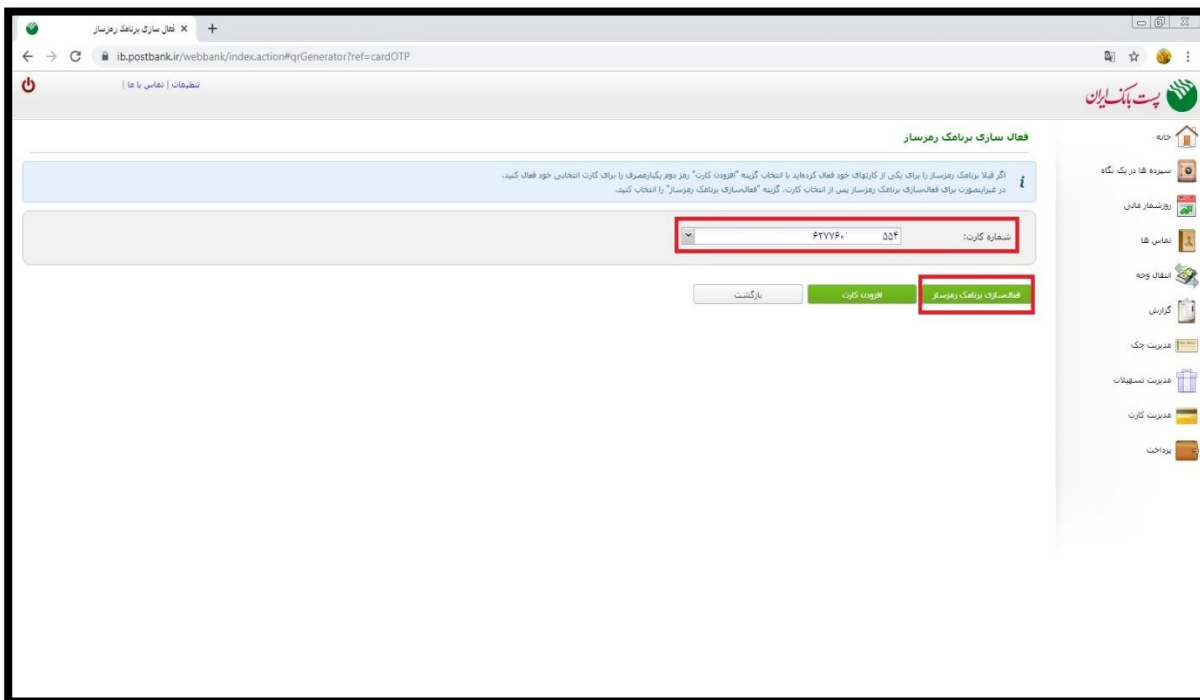 فعال سازی برنامک رمزساز
ib.postbank.ir/webbank/index.action#qrGenerator?ref=cardOTP
تنظیمات | تماس با ما |
پست بانک ایران
فعال سازی برنامک رمزساز
اگر قبلا برنامک رمزساز را برای یکی از کارتهای خود فعال کرده‌اید با انتخاب گزینه "افزودن کارت" رمز دوم یکبارمصرف را برای کارت انتخابی خود فعال کنید.
در غیراینصورت برای فعالسازی برنامک رمزساز پس از انتخاب کارت، گزینه "فعالسازی برنامک رمزساز" را انتخاب کنید.
شماره کارت: ۶۲۷۷۶۰ ۵۵۴
فعالسازی برنامک رمزساز
افزودن کارت
بازگشت
خانه
سپرده ها در یک نگاه
روزشمار مالی
تماس ها
انتقال وجه
گزارش
مدیریت چک
مدیریت تسهیلات
مدیریت کارت
پرداخت